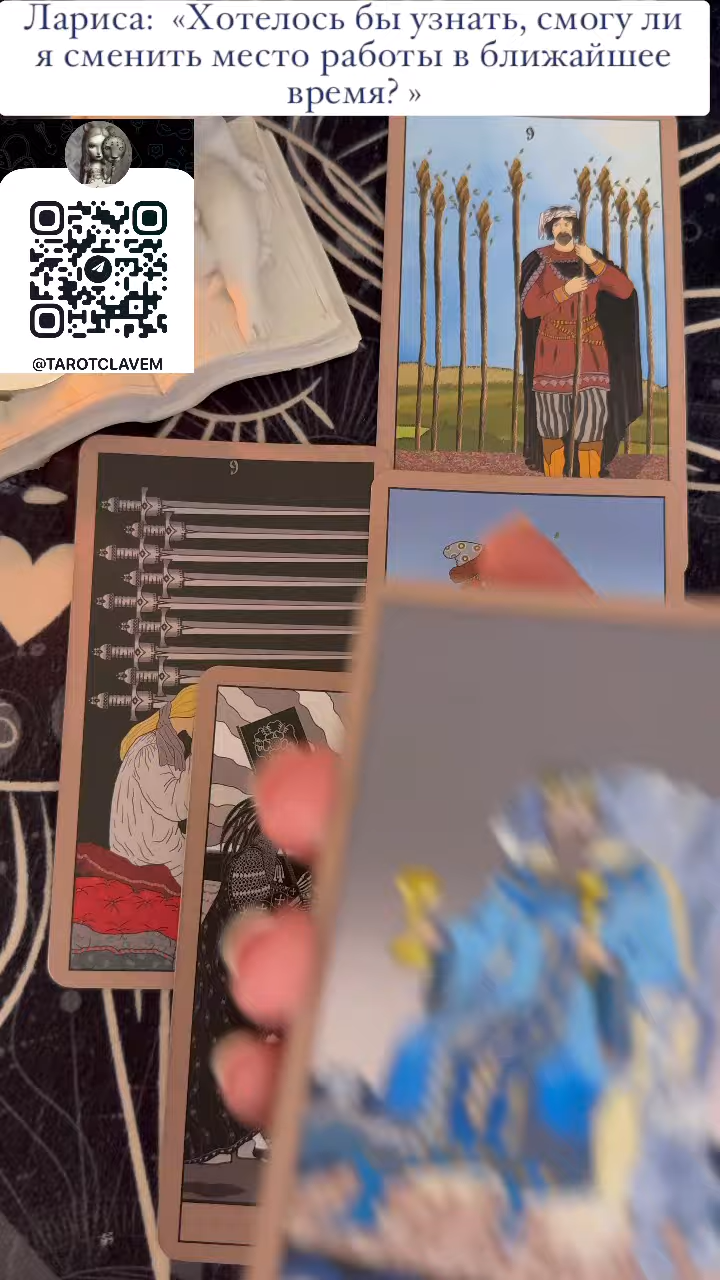 Лариса: «Хотелось бы узнать, смогу ли
я сменить место работы в ближайшее
время? »
@TAROTCLAVEM
9
9